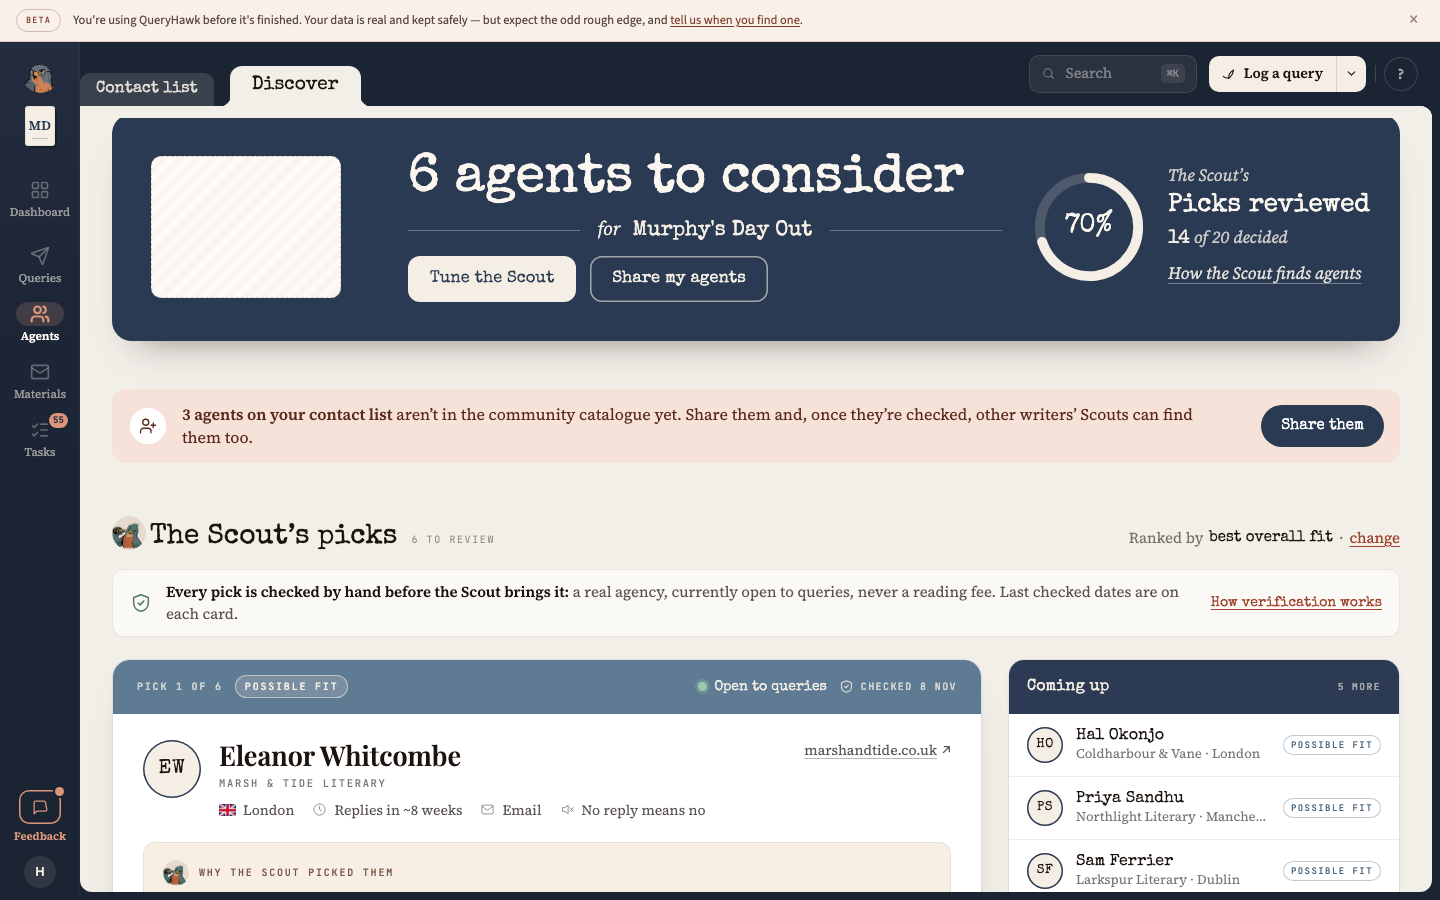 BETA You're using QueryHawk before it's finished. Your data is real and kept safely — but expect the odd rough edge, and tell us when you find one. ×
Contact list
Discover
Search ⌘K
Log a query
?
MD
Dashboard
Queries
Agents
Materials
55
Tasks
Feedback
H
6 agents to consider
for Murphy's Day Out
Tune the Scout
Share my agents
70%
The Scout's
Picks reviewed
14 of 20 decided
How the Scout finds agents
3 agents on your contact list aren't in the community catalogue yet. Share them and, once they're checked, other writers' Scouts can find
them too.
Share them
The Scout's picks 6 TO REVIEW
Ranked by best overall fit · change
Every pick is checked by hand before the Scout brings it: a real agency, currently open to queries, never a reading fee. Last checked dates are on
each card.
How verification works
PICK 1 OF 6 POSSIBLE FIT
Open to queries CHECKED 8 NOV
EW
Eleanor Whitcombe
MARSH & TIDE LITERARY
marshandtide.co.uk ↗
London Replies in ~8 weeks Email No reply means no
WHY THE SCOUT PICKED THEM
Coming up 5 MORE
HO
Hal Okonjo
Coldharbour & Vane · London
POSSIBLE FIT
PS
Priya Sandhu
Northlight Literary · Manche…
POSSIBLE FIT
SF
Sam Ferrier
Larkspur Literary · Dublin
POSSIBLE FIT